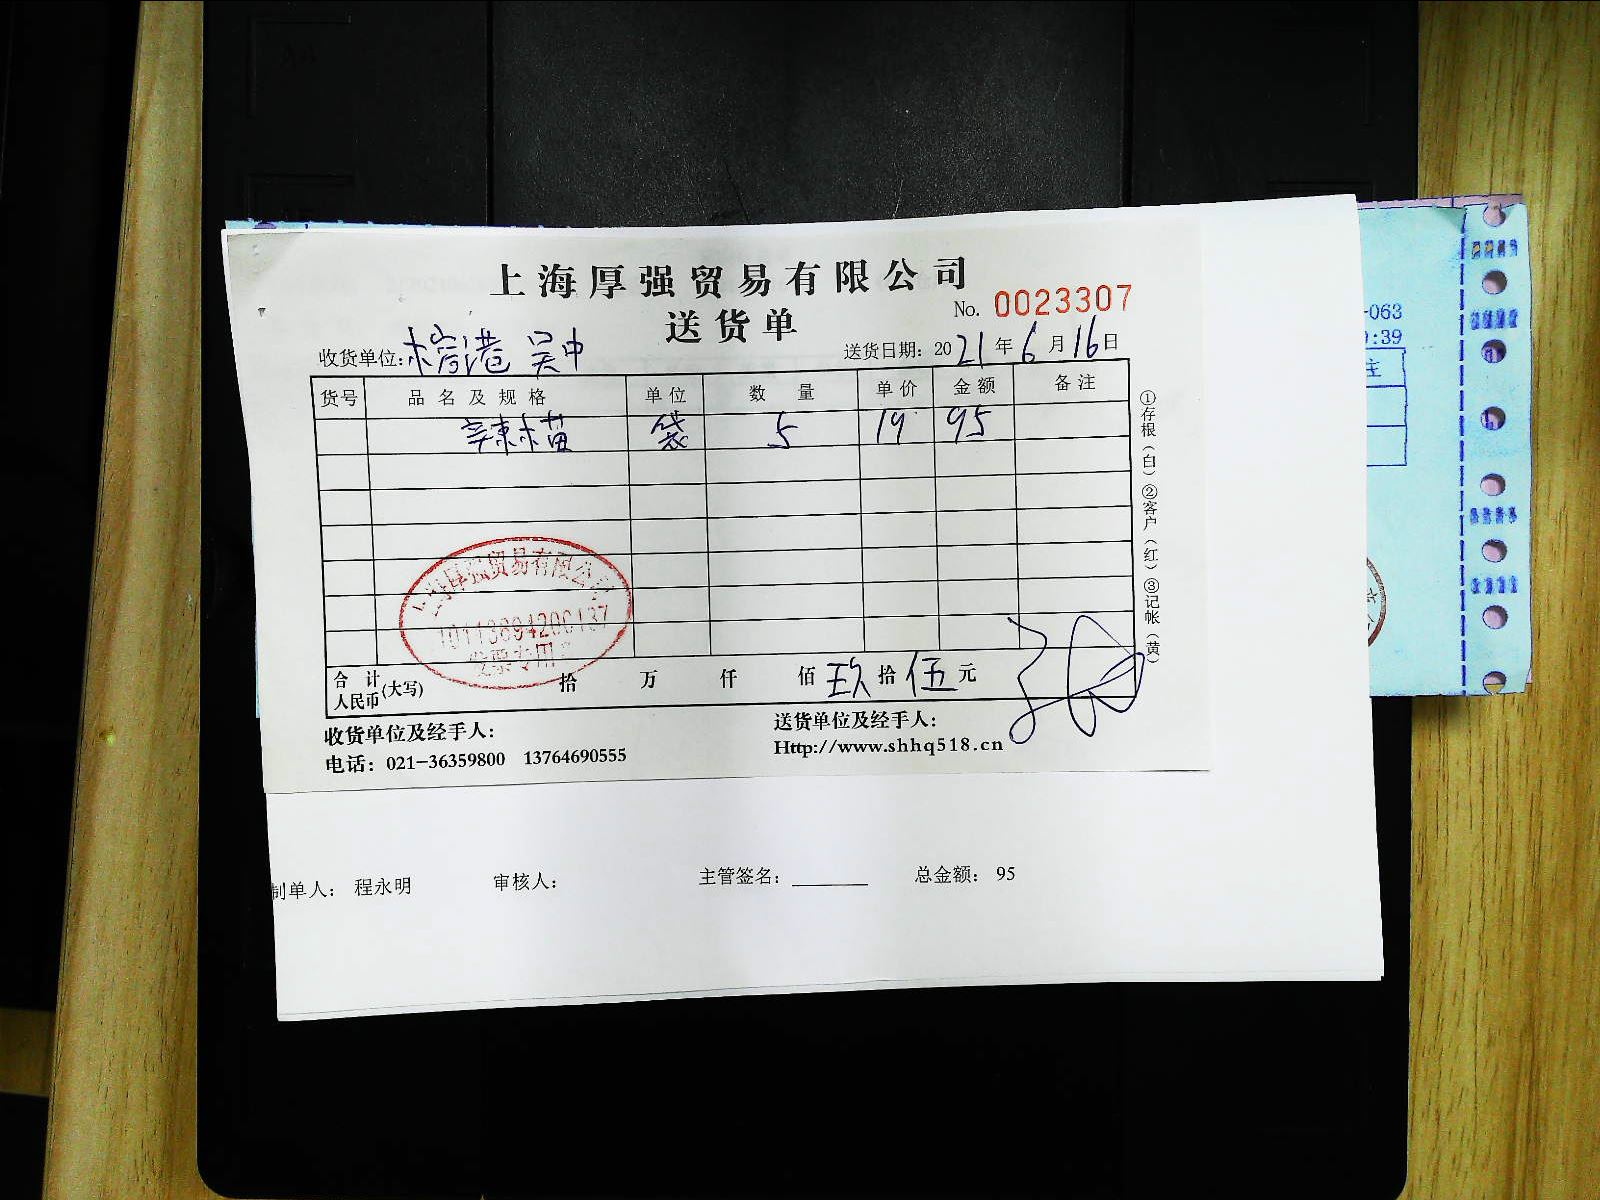 上海厚强贸易有限公司
送货单
No. 0023307
收货单位: 吴中
送货日期: 2021年6月16日
货号 品名及规格 单位 数量 单价 金额 备注
袋 5 19 95
合计人民币(大写) 拾 万 仟 佰 玖 拾 伍 元
①存根(白)②客户(红)③记帐(黄)
收货单位及经手人:
送货单位及经手人:
电话: 021-36359800 13764690555
Http://www.shhq518.cn
制单人: 程永明 审核人: 主管签名: 总金额: 95
-063
:39